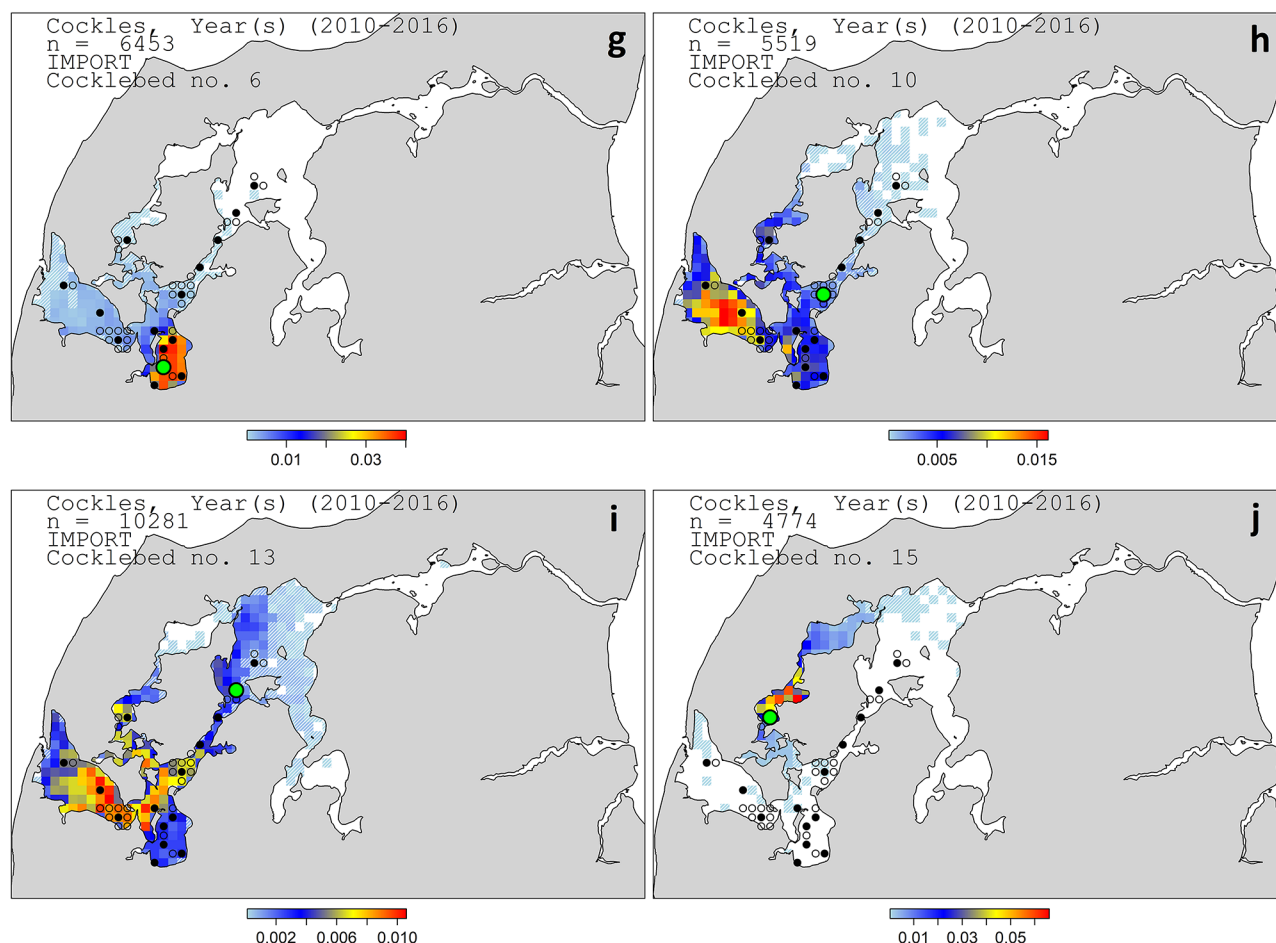 Cockles, Year(s) (2010-2016)
n = 6453
IMPORT
Cocklebed no. 6
g
0.01 0.03
Cockles, Year(s) (2010-2016)
n = 5519
IMPORT
Cocklebed no. 10
h
0.005 0.015
Cockles, Year(s) (2010-2016)
n = 10281
IMPORT
Cocklebed no. 13
i
0.002 0.006 0.010
Cockles, Year(s) (2010-2016)
n = 4774
IMPORT
Cocklebed no. 15
j
0.01 0.03 0.05